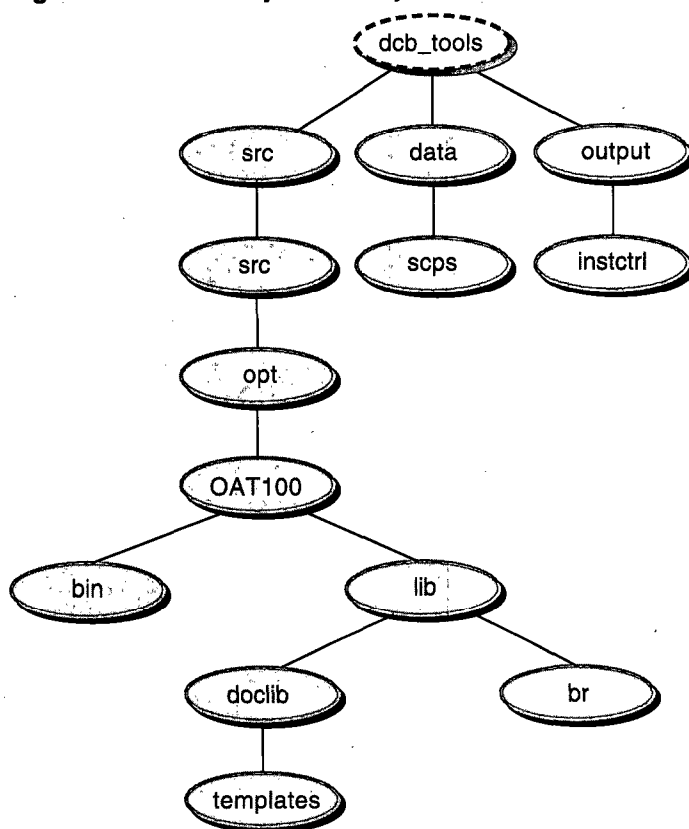 dcb_tools
src data output
src scps instctrl
opt
OAT100
bin lib
doclib br
templates